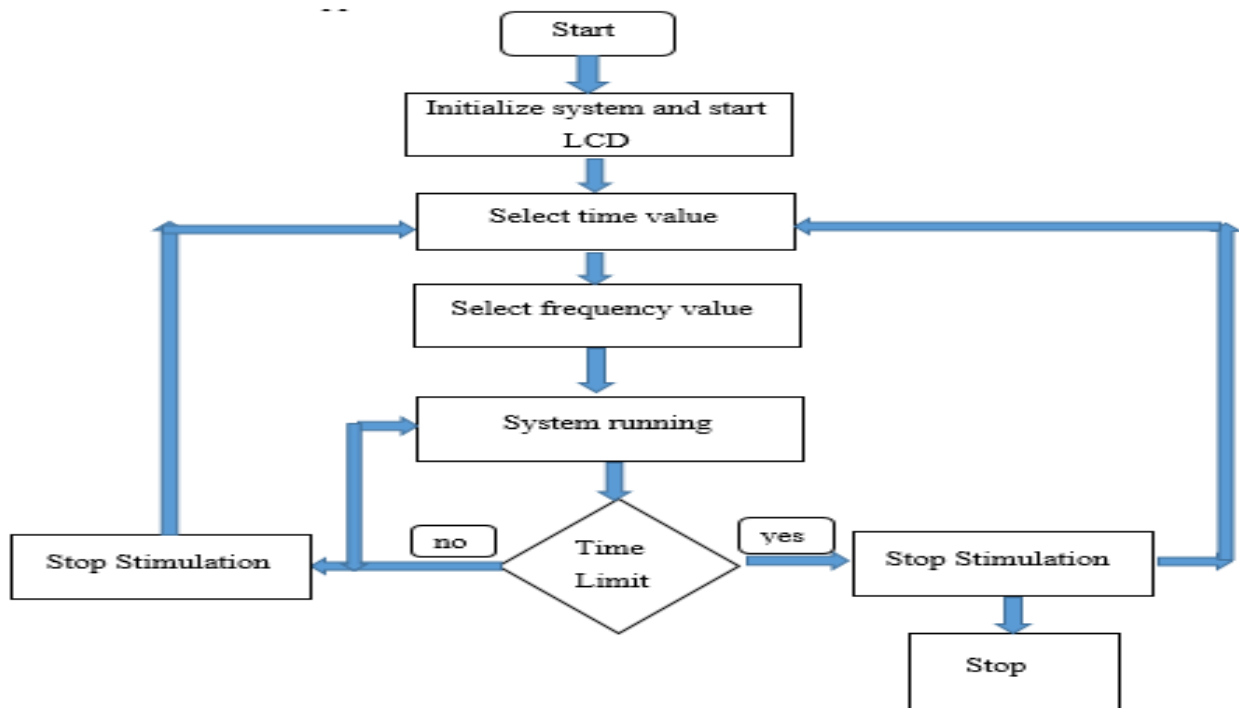 Start
Initialize system and start
LCD
Select time value
Select frequency value
System running
no
yes
Stop Stimulation
Time
Limit
Stop Stimulation
Stop